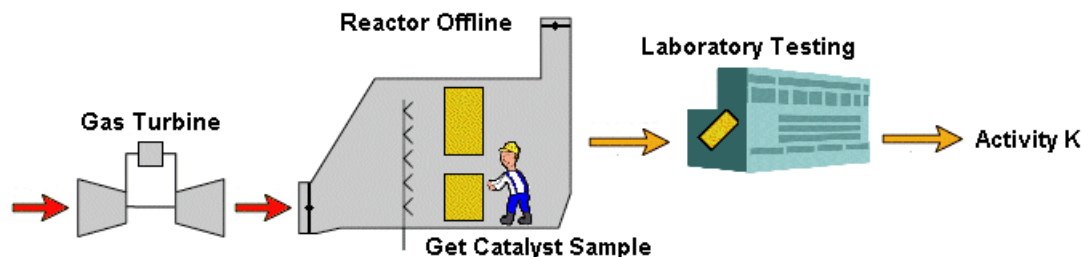 Reactor Offline
Laboratory Testing
Gas Turbine
Activity K
Get Catalyst Sample